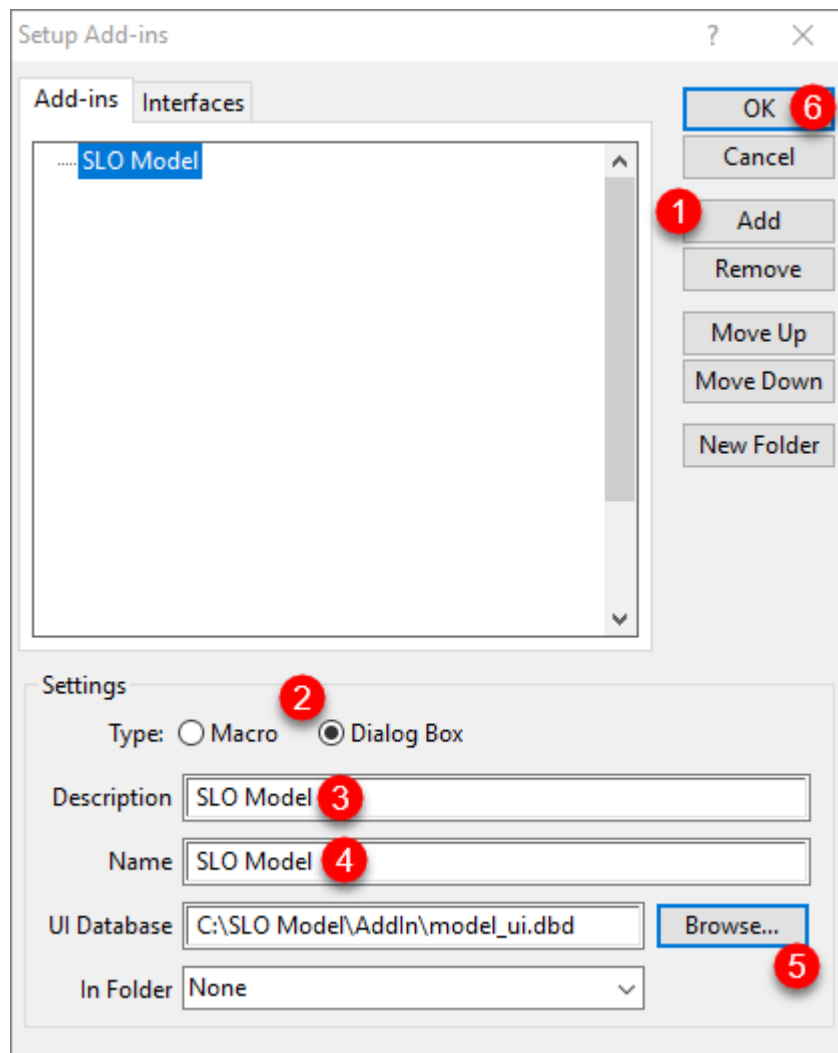 Setup Add-ins
?
Add-ins
Interfaces
SLO Model
OK
6
Cancel
1
Add
Remove
Move Up
Move Down
New Folder
Settings
2
Type: Macro Dialog Box
Description SLO Model 3
Name SLO Model 4
UI Database C:\SLO Model\AddIn\model_ui.dbd Browse...
5
In Folder None